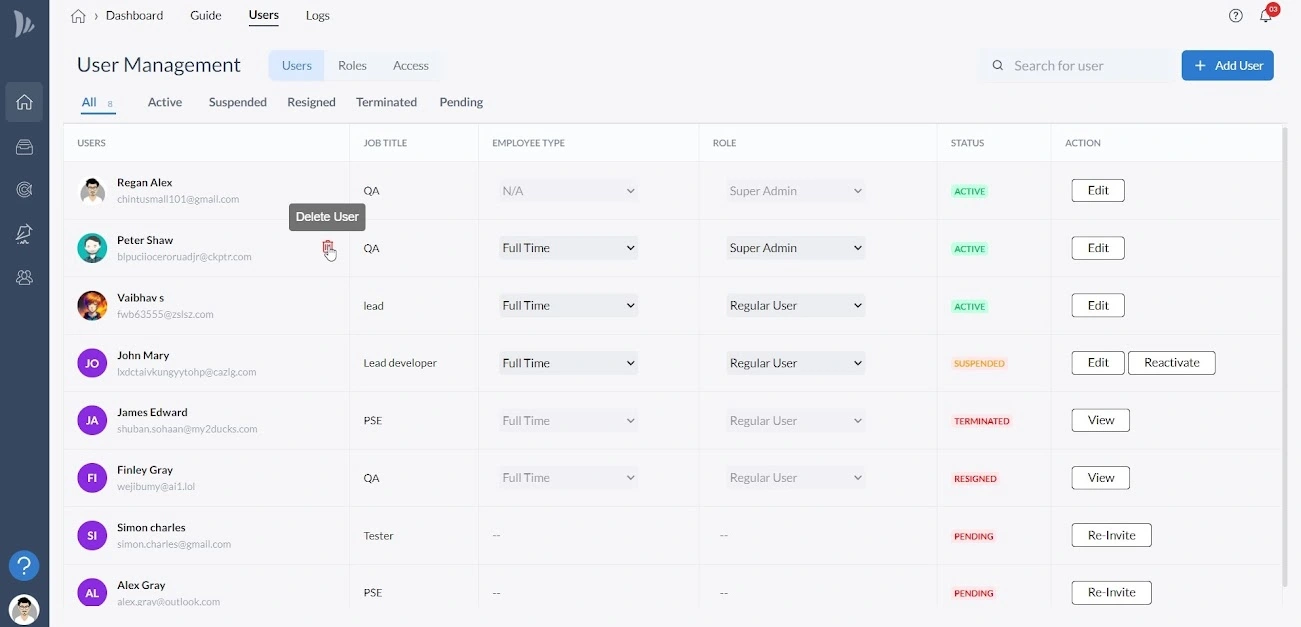 Dashboard Guide Users Logs
03
User Management Users Roles Access Search for user + Add User
All 8 Active Suspended Resigned Terminated Pending
USERS JOB TITLE EMPLOYEE TYPE ROLE STATUS ACTION
Regan Alex
chintusmall101@gmail.com
QA N/A Super Admin ACTIVE Edit
Delete User
Peter Shaw
QA Full Time Super Admin ACTIVE Edit
Vaibhav s
fwb63555@zslsz.com
lead Full Time Regular User ACTIVE Edit
JO
John Mary
Lead developer Full Time Regular User SUSPENDED Edit Reactivate
JA
James Edward
shuban.sohaan@my2ducks.com
PSE Full Time Regular User TERMINATED View
FI
Finley Gray
wejibumy@ai1.lol
QA Full Time Regular User RESIGNED View
SI
Simon charles
simon.charles@gmail.com
Tester -- -- PENDING Re-Invite
AL
Alex Gray
alex.gray@outlook.com
PSE -- -- PENDING Re-Invite
?